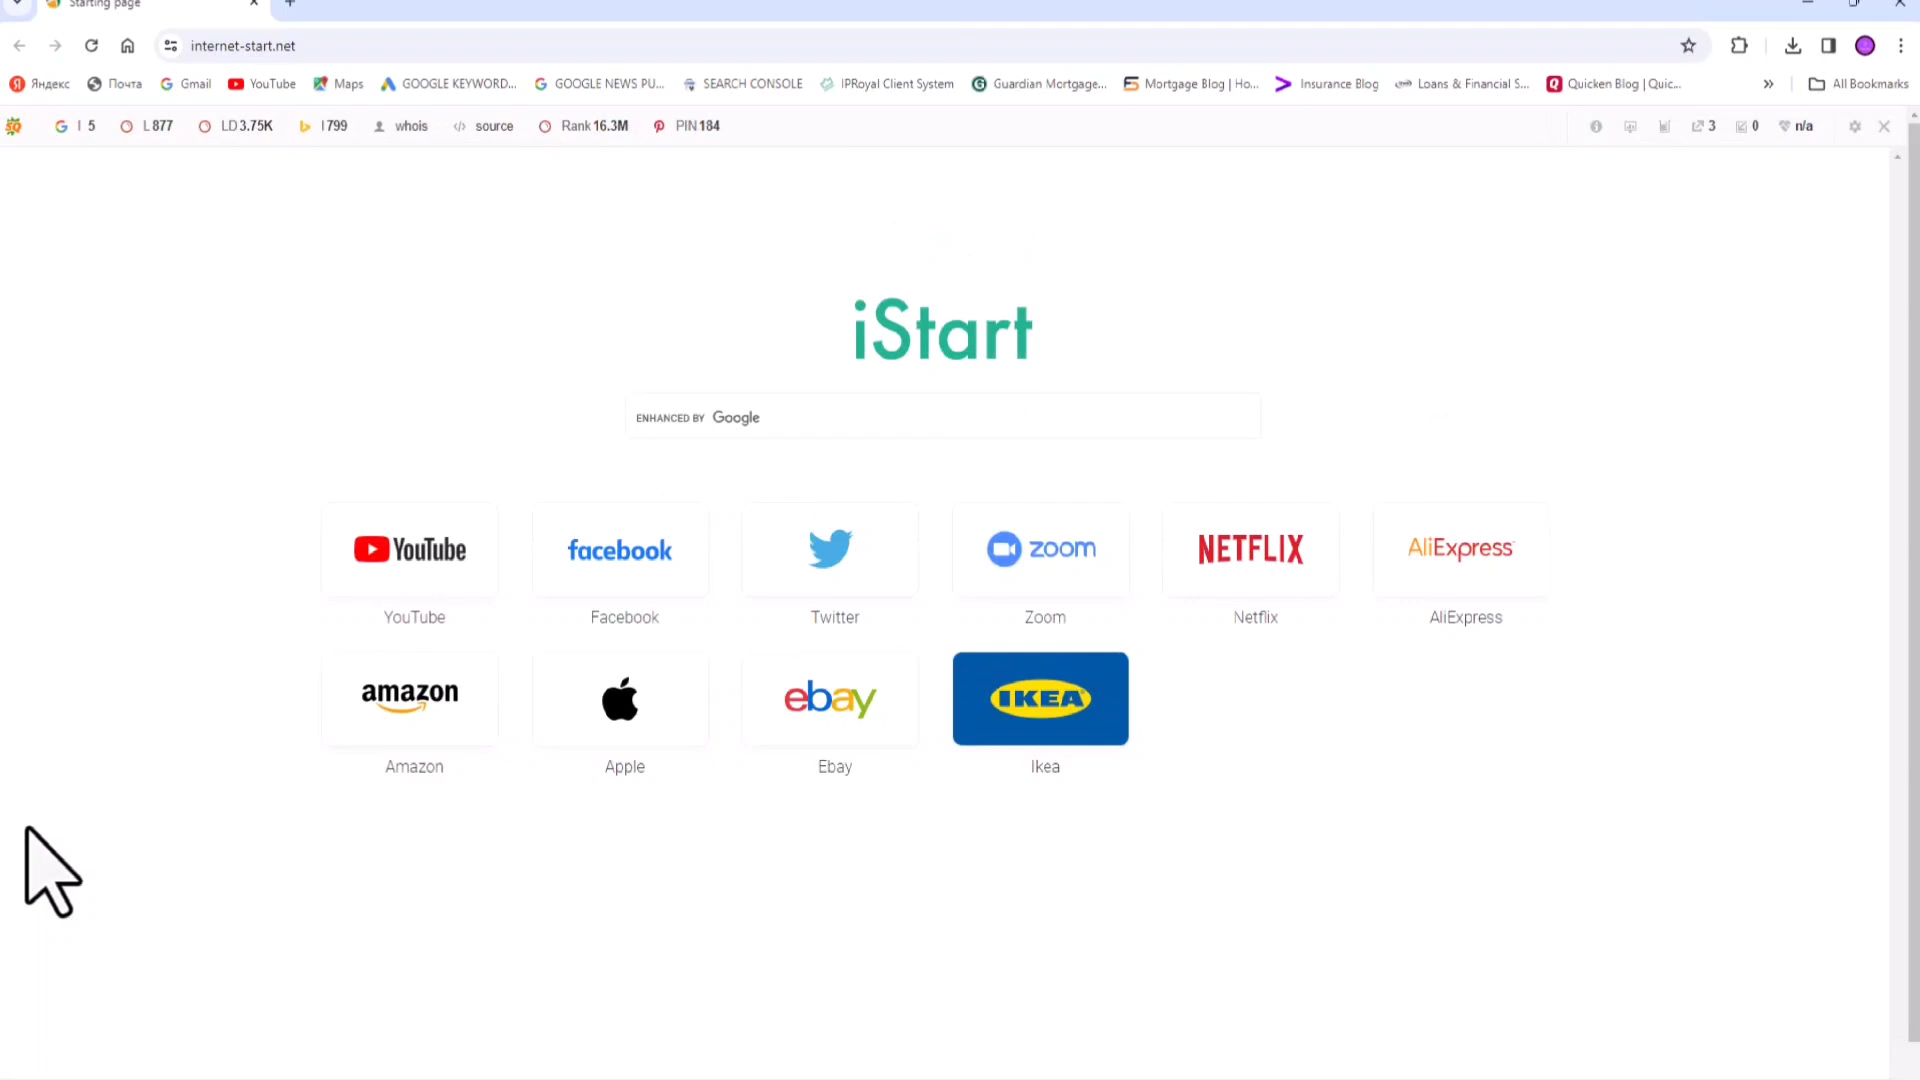 Starting page
internet-start.net
Яндекс Почта Gmail YouTube Maps GOOGLE KEYWORD... GOOGLE NEWS PU... SEARCH CONSOLE IPRoyal Client System Guardian Mortgage... Mortgage Blog | Ho... Insurance Blog Loans & Financial S... Quicken Blog | Quic... » All Bookmarks
SQ G I 5 L 877 LD 3.75K I 799 whois source Rank 16.3M PIN 184 3 0 n/a
iStart
ENHANCED BY Google
YouTube facebook zoom NETFLIX AliExpress
YouTube Facebook Twitter Zoom Netflix AliExpress
amazon ebay IKEA
Amazon Apple Ebay Ikea